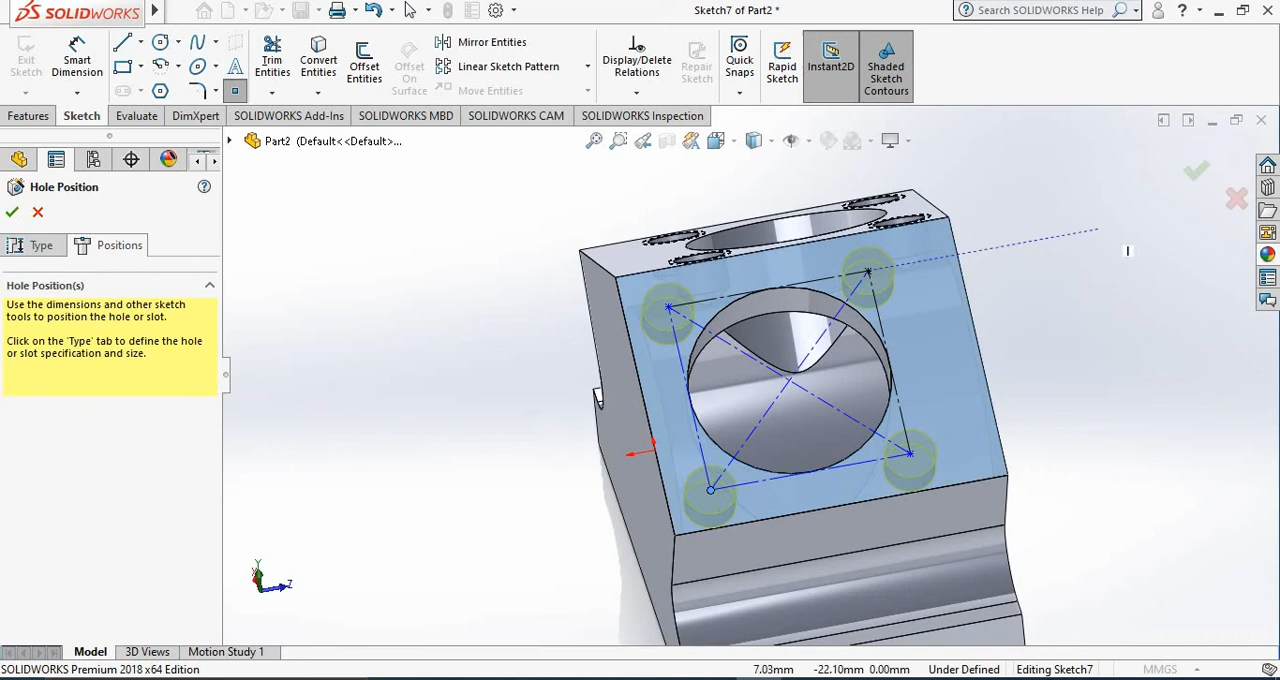 SOLIDWORKS
Sketch7 of Part2 *
Search SOLIDWORKS Help
?
Exit Sketch
Smart Dimension
Trim Entities
Convert Entities
Offset Entities
Offset On Surface
Mirror Entities
Linear Sketch Pattern
Move Entities
Display/Delete Relations
Repair Sketch
Quick Snaps
Rapid Sketch
Instant2D
Shaded Sketch Contours
Features
Sketch
Evaluate
DimXpert
SOLIDWORKS Add-Ins
SOLIDWORKS MBD
SOLIDWORKS CAM
SOLIDWORKS Inspection
Part2 (Default<<Default>...
Hole Position
?
Type
Positions
Hole Position(s)
Use the dimensions and other sketch
tools to position the hole or slot.
Click on the 'Type' tab to define the hole
or slot specification and size.
Y
Z
Model
3D Views
Motion Study 1
SOLIDWORKS Premium 2018 x64 Edition
7.03mm
-22.10mm 0.00mm
Under Defined
Editing Sketch7
MMGS